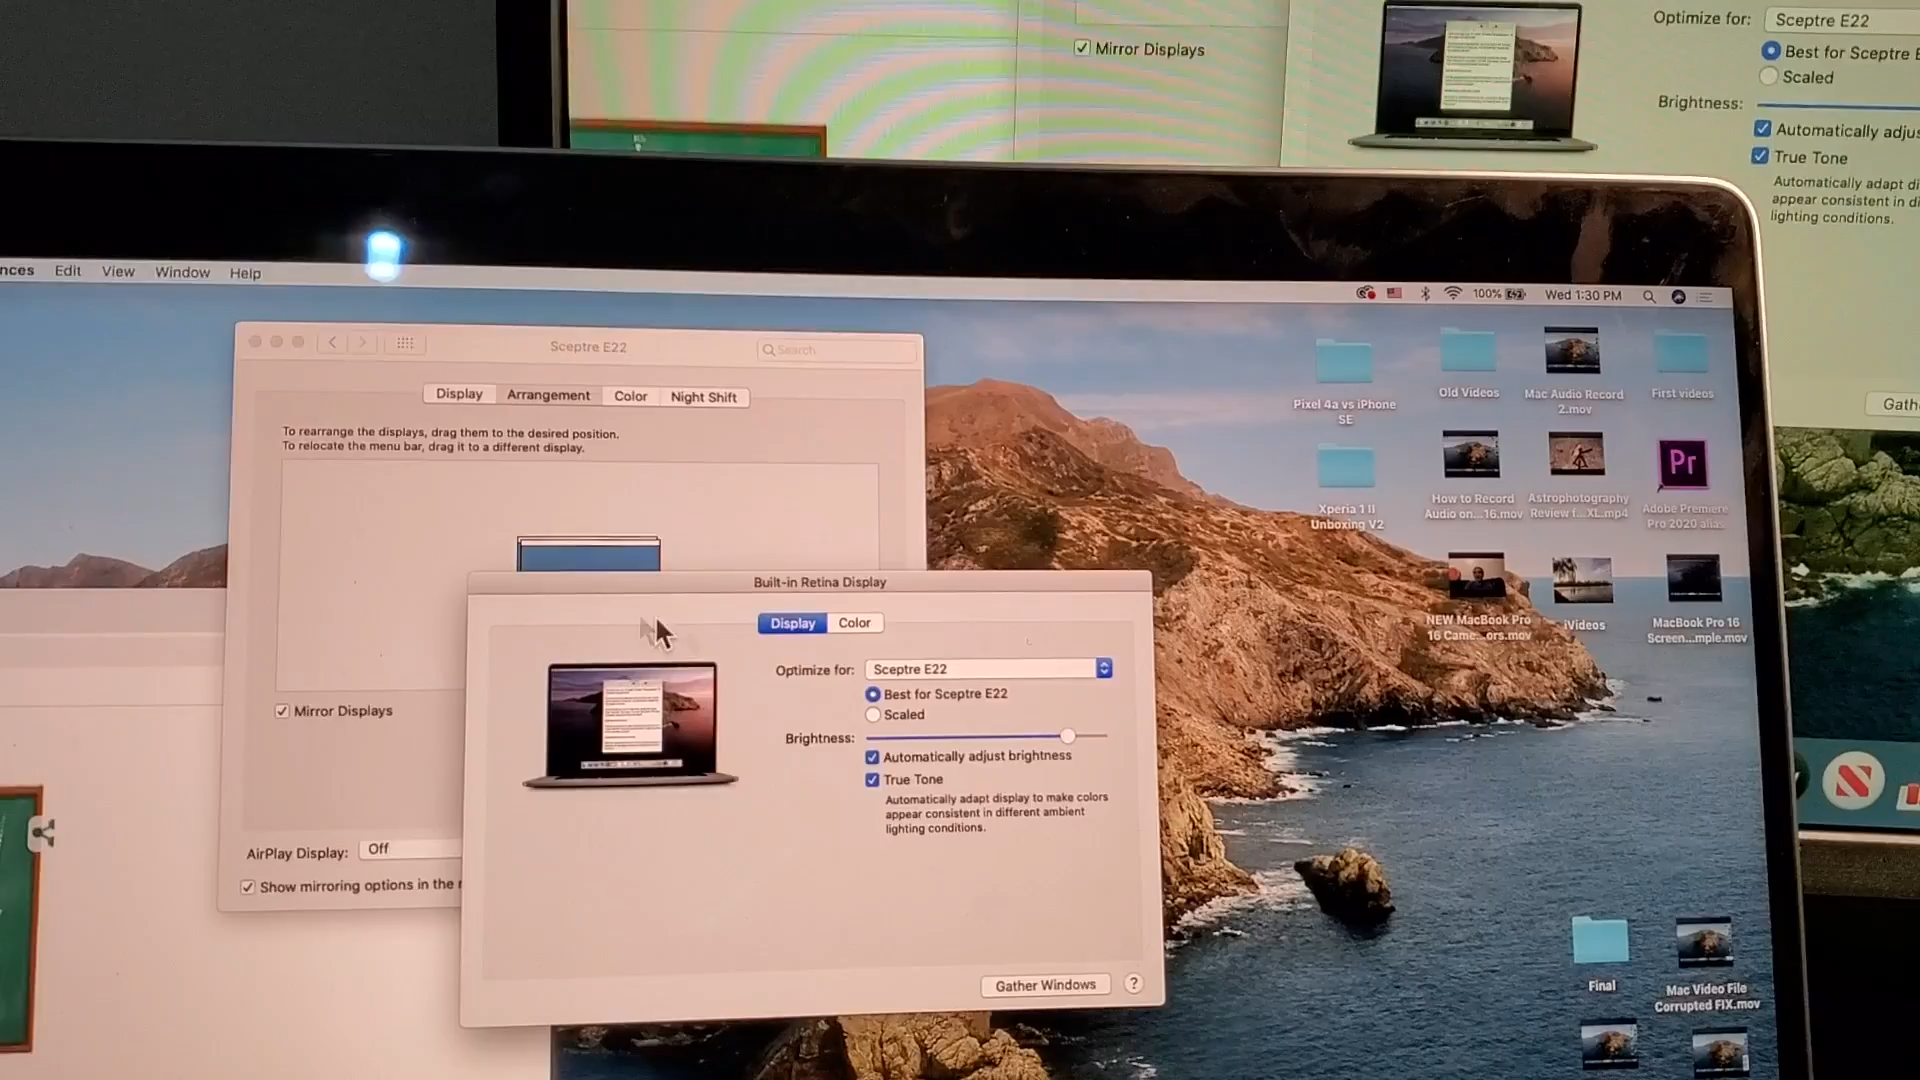 Mirror Displays
Optimize for: Sceptre E22
Best for Sceptre E
Scaled
Brightness:
Automatically adjus
True Tone
Automatically adapt di
appear consistent in d
lighting conditions.
Gath
nces Edit View Window Help
100% Wed 1:30 PM
Sceptre E22
Search
Display Arrangement Color Night Shift
To rearrange the displays, drag them to the desired position.
To relocate the menu bar, drag it to a different display.
Mirror Displays
AirPlay Display: Off
Show mirroring options in the
Built-in Retina Display
Display Color
Optimize for: Sceptre E22
Best for Sceptre E22
Scaled
Brightness:
Automatically adjust brightness
True Tone
Automatically adapt display to make colors
appear consistent in different ambient
lighting conditions.
Gather Windows ?
Pixel 4a vs iPhone
SE
Old Videos
Mac Audio Record
2.mov
First videos
Xperia 1 II
Unboxing V2
How to Record
Audio on...16.mov
Astrophotography
Review f...XL.mp4
Pr
Adobe Premiere
Pro 2020 alias
NEW MacBook Pro
16 Came...ors.mov
iVideos
MacBook Pro 16
Screen...mple.mov
Final
Mac Video File
Corrupted FIX.mov